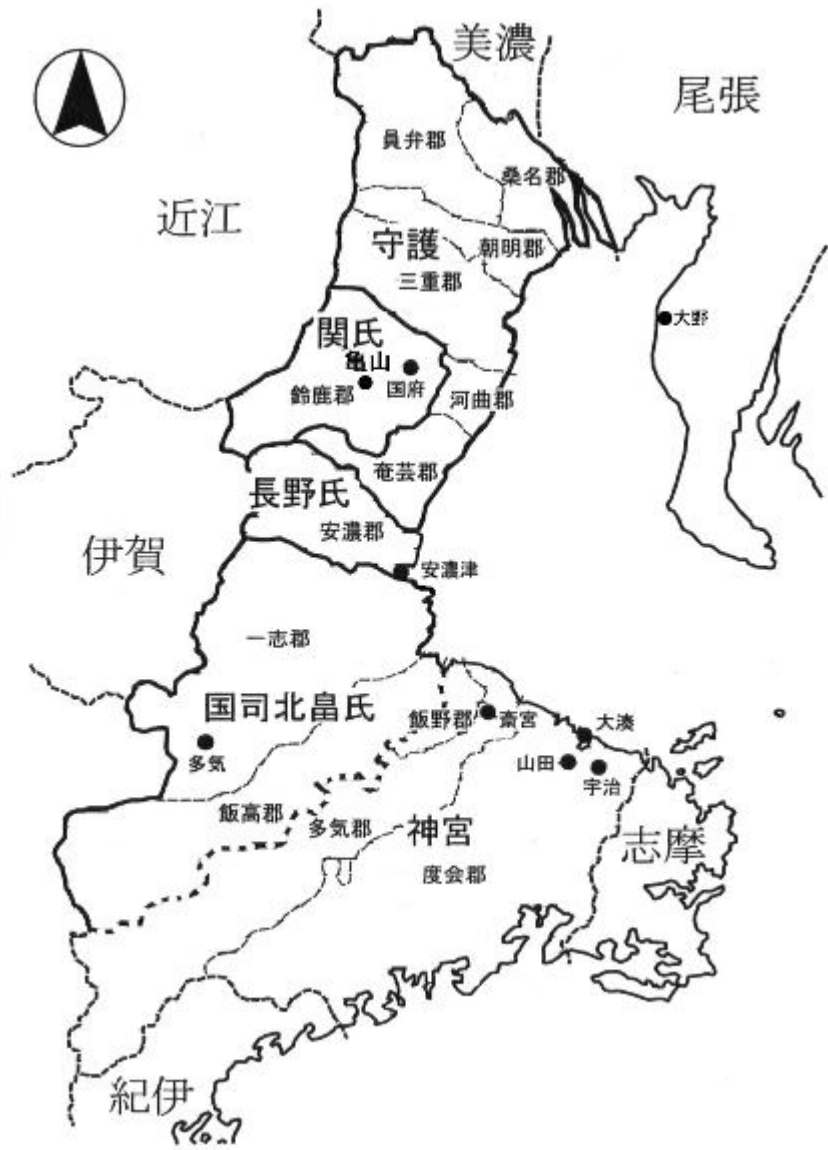 美濃
尾張
員弁郡
桑名郡
近江
守護
朝明郡
三重郡
大野
関氏
亀山
国府
鈴鹿郡
河曲郡
奄芸郡
長野氏
安濃郡
伊賀
安濃津
一志郡
国司北畠氏
飯野郡
斎宮
大湊
多気
山田
宇治
飯高郡
多気郡
神宮
志摩
度会郡
紀伊